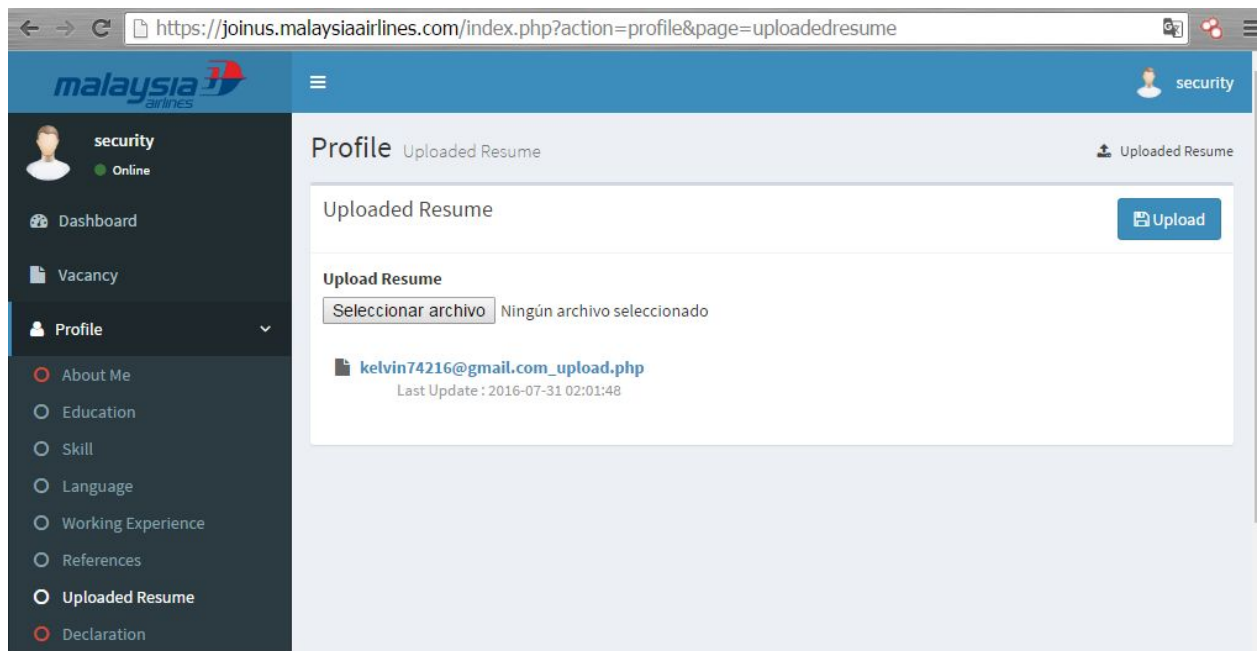 https://joinus.malaysiaairlines.com/index.php?action=profile&page=uploadedresume
malaysia
airlines
security
security
Online
Profile Uploaded Resume
Uploaded Resume
Dashboard
Uploaded Resume
Upload
Vacancy
Upload Resume
Seleccionar archivo Ningún archivo seleccionado
Profile
kelvin74216@gmail.com_upload.php
Last Update : 2016-07-31 02:01:48
About Me
Education
Skill
Language
Working Experience
References
Uploaded Resume
Declaration